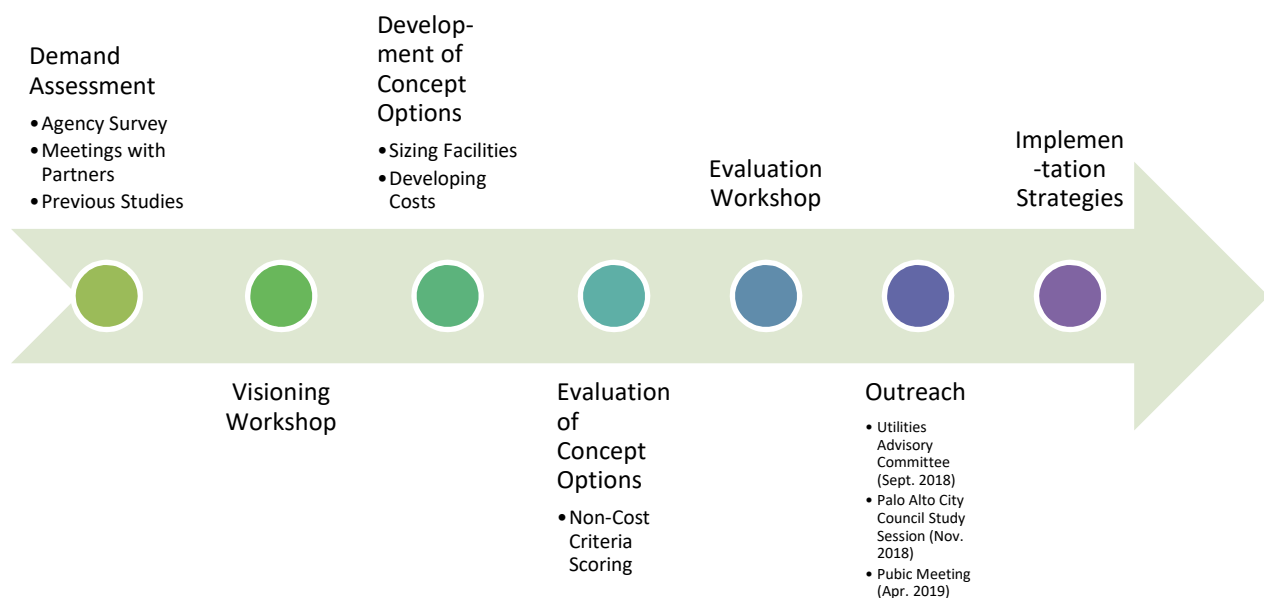 Demand
Assessment
• Agency Survey
• Meetings with
Partners
• Previous Studies
Visioning
Workshop
Develop-
ment of
Concept
Options
• Sizing Facilities
• Developing
Costs
Evaluation
of
Concept
Options
• Non-Cost
Criteria
Scoring
Evaluation
Workshop
Outreach
• Utilities
Advisory
Committee
(Sept. 2018)
• Palo Alto City
Council Study
Session (Nov.
2018)
• Pubic Meeting
(Apr. 2019)
Implemen
-tation
Strategies